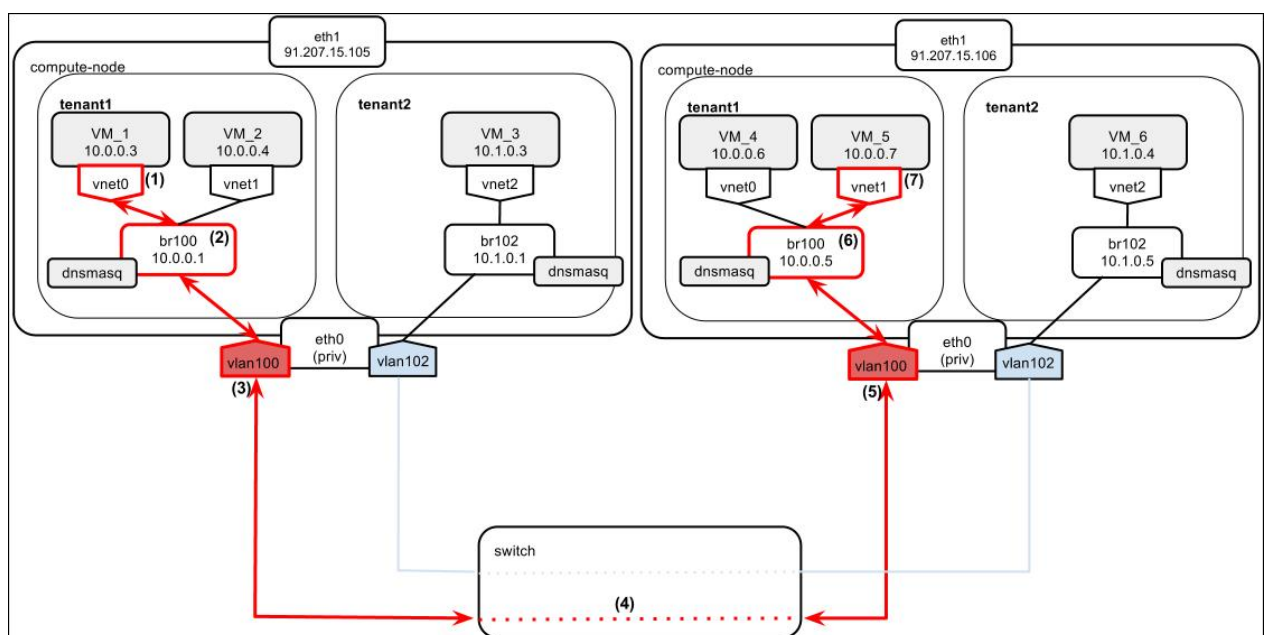 eth1
91.207.15.105
eth1
91.207.15.106
compute-node
tenant1
tenant2
VM_1
10.0.0.3
VM_2
10.0.0.4
VM_3
10.1.0.3
vnet0
(1)
vnet1
vnet2
(2)
br100
10.0.0.1
dnsmasq
br102
10.1.0.1
dnsmasq
eth0
(priv)
vlan100
vlan102
(3)
compute-node
tenant1
tenant2
VM_4
10.0.0.6
VM_5
10.0.0.7
VM_6
10.1.0.4
vnet0
vnet1
(7)
vnet2
(6)
br100
10.0.0.5
dnsmasq
br102
10.1.0.5
dnsmasq
eth0
(priv)
vlan100
vlan102
(5)
switch
(4)